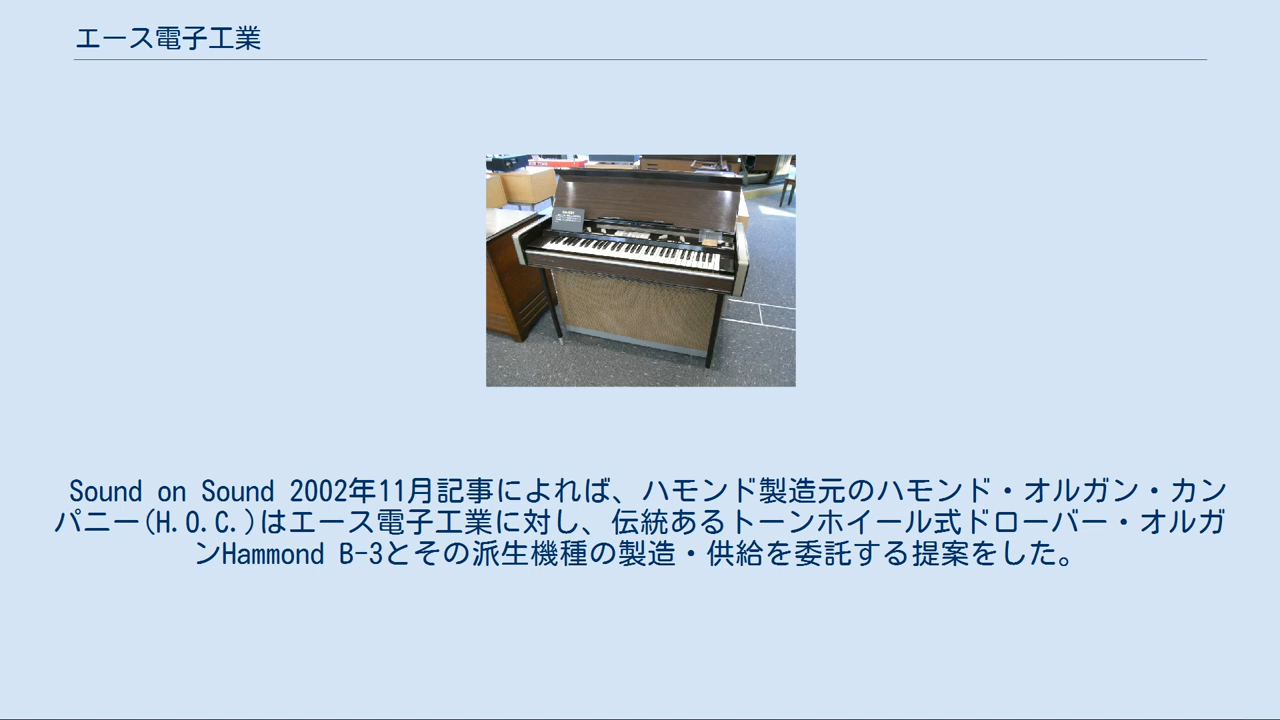 エース電子工業
Sound on Sound 2002年11月記事によれば、ハモンド製造元のハモンド・オルガン・カン
パニー(H.O.C.)はエース電子工業に対し、伝統あるトーンホイール式ドローバー・オルガ
ンHammond B-3とその派生機種の製造・供給を委託する提案をした。